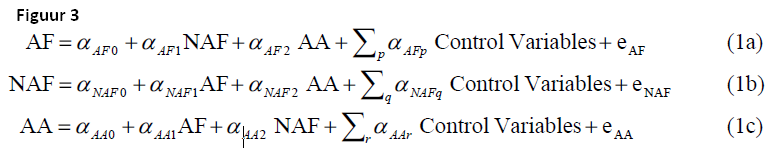 Figuur 3
AF = α_AF0 + α_AF1 NAF + α_AF2 AA + ∑_p α_AFp Control Variables + e_AF (1a)
NAF = α_NAF0 + α_NAF1 AF + α_NAF2 AA + ∑_q α_NAFq Control Variables + e_NAF (1b)
AA = α_AA0 + α_AA1 AF + α_AA2 NAF + ∑_r α_AAr Control Variables + e_AA (1c)